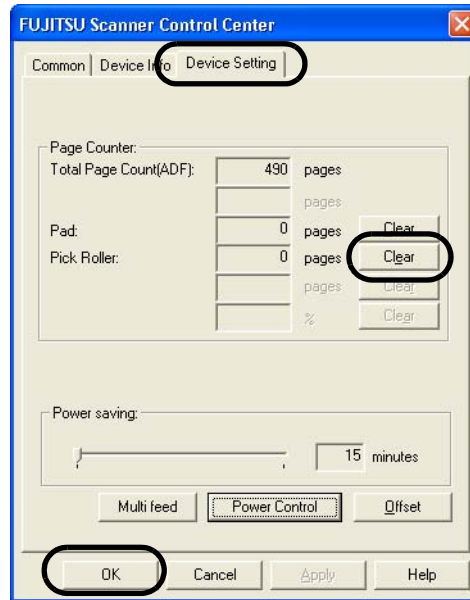 FUJITSU Scanner Control Center
Common Device Info Device Setting
Page Counter:
Total Page Count(ADF): 490 pages
pages
Pad: 0 pages Clear
Pick Roller: 0 pages Clear
pages Clear
% Clear
Power saving:
15 minutes
Multi feed Power Control Offset
OK Cancel Apply Help